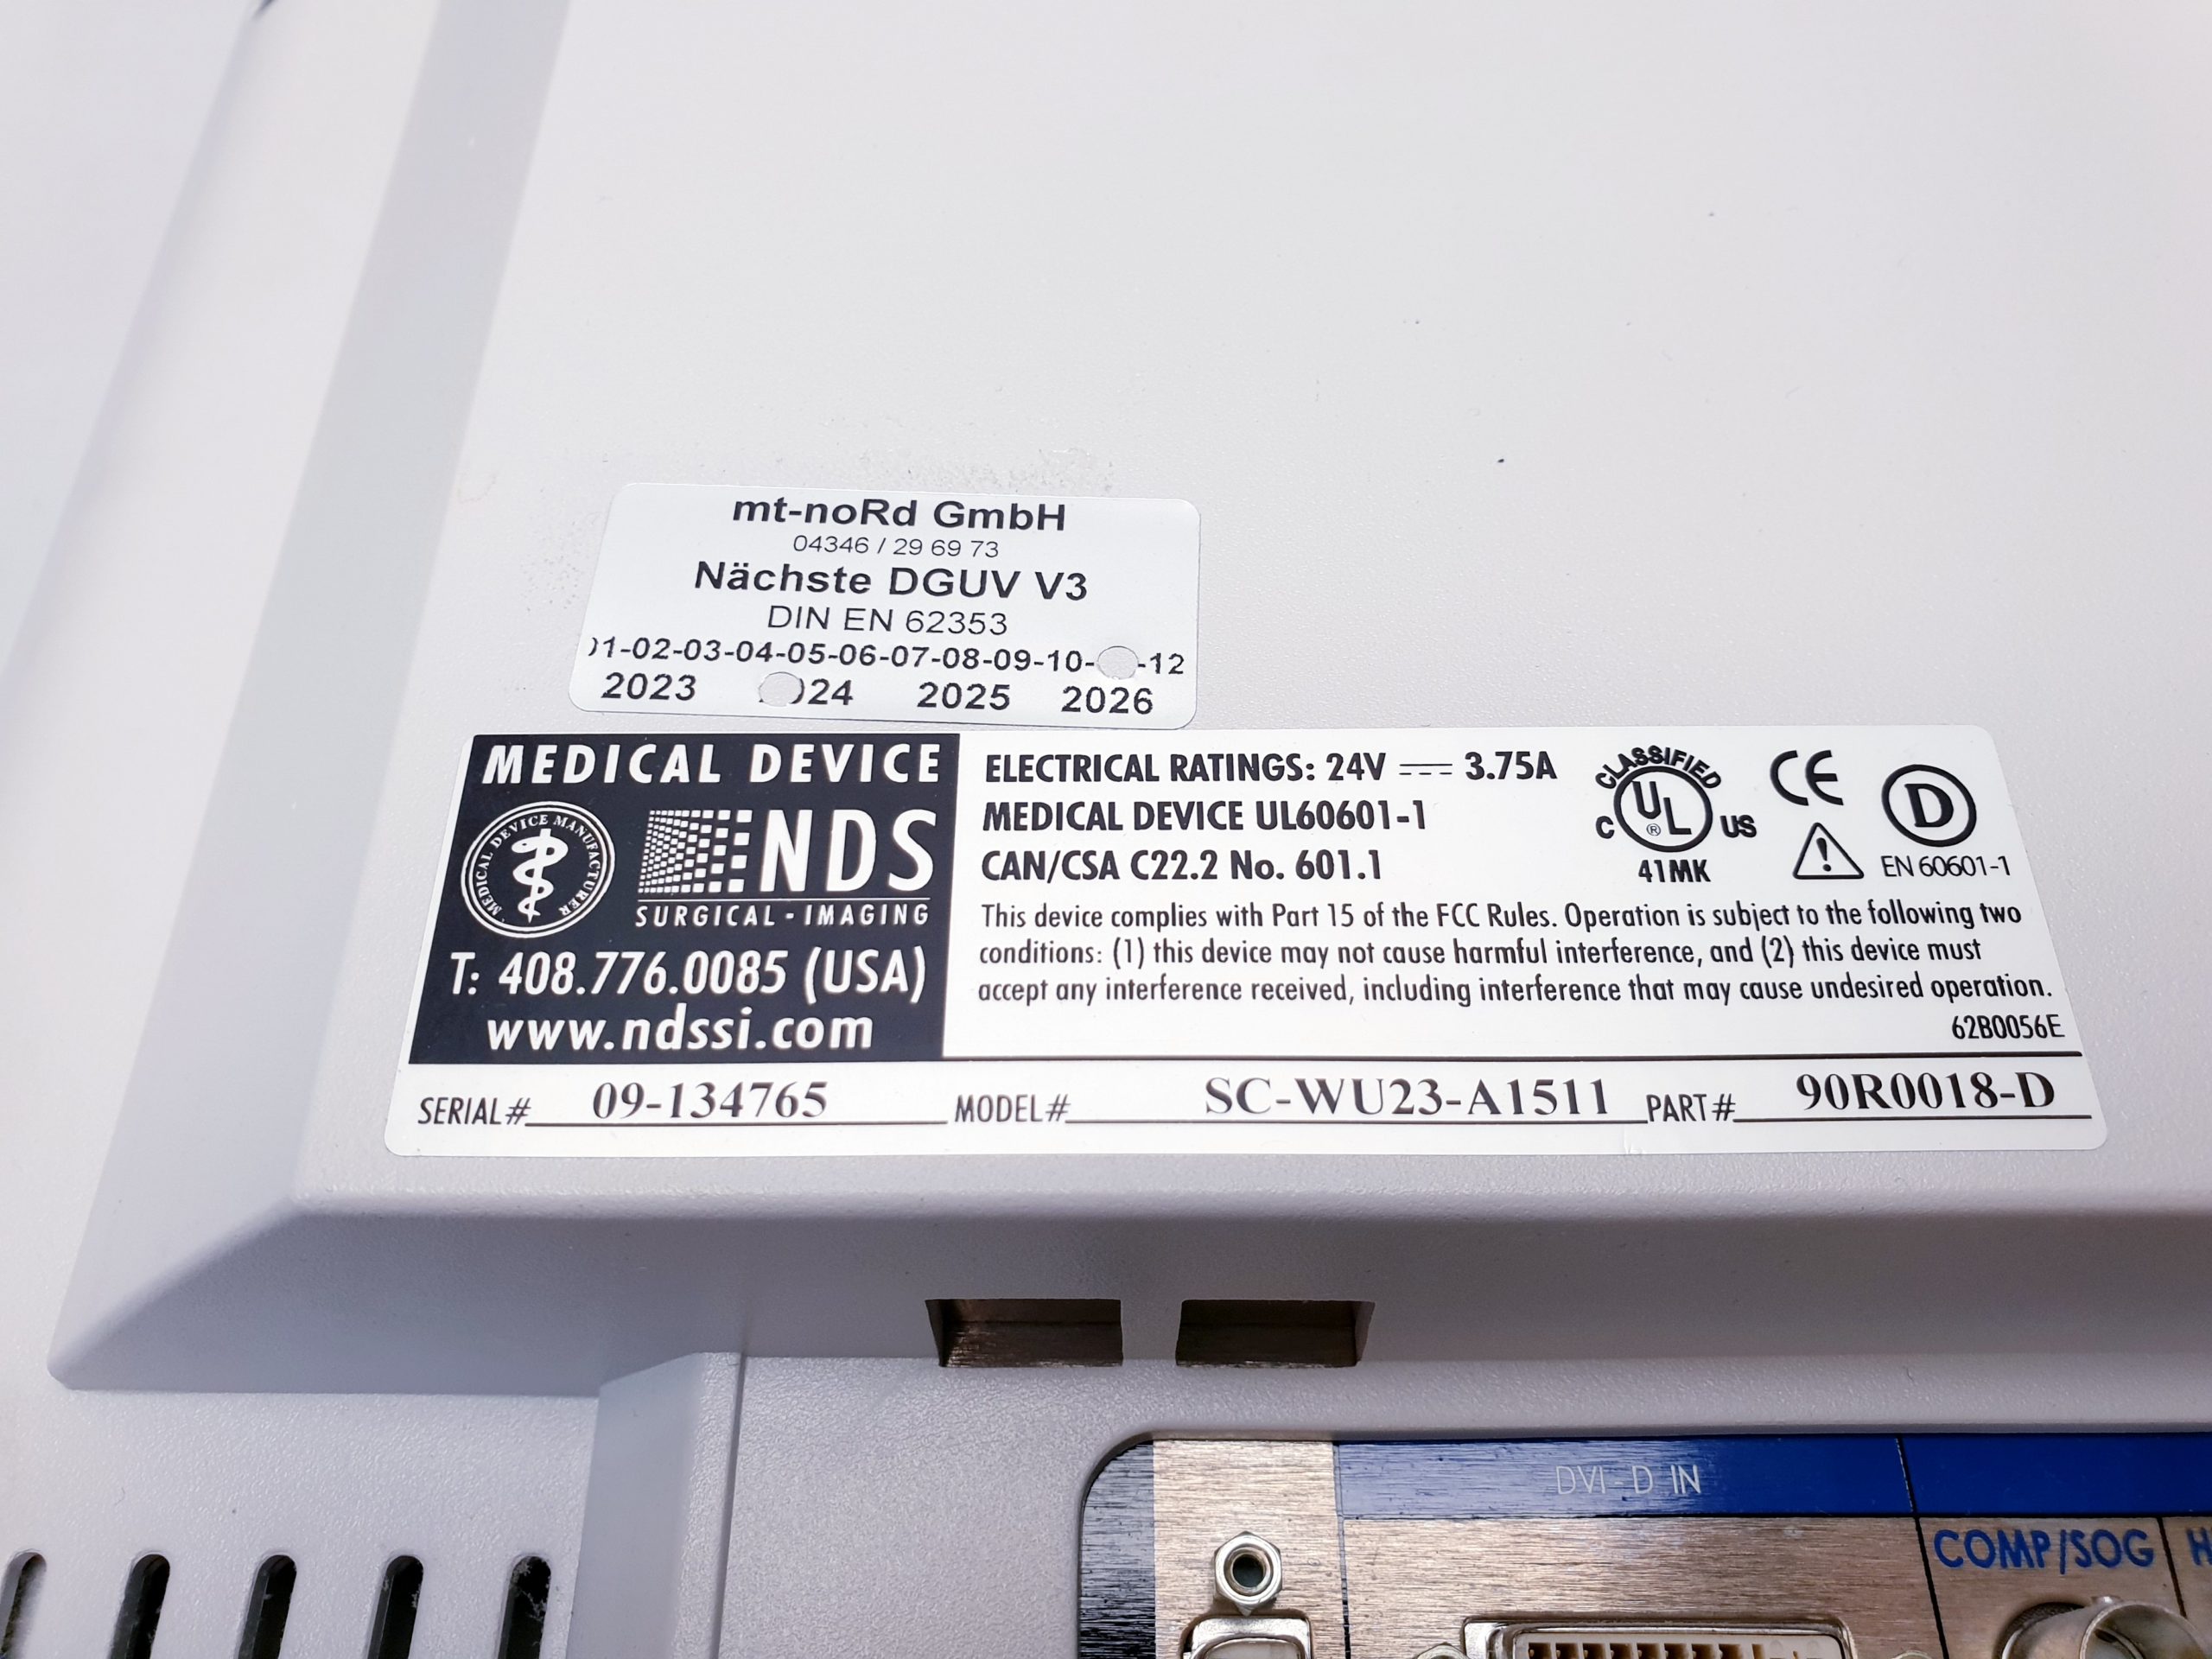 mt-noRd GmbH
04346 / 29 69 73
Nächste DGUV V3
DIN EN 62353
01-02-03-04-05-06-07-08-09-10- -12
2023 24 2025 2026
MEDICAL DEVICE
MEDICAL DEVICE MANUFACTURER
NDS
SURGICAL-IMAGING
T: 408.776.0085 (USA)
www.ndssi.com
ELECTRICAL RATINGS: 24V ⎓ 3.75A
MEDICAL DEVICE UL60601-1
CAN/CSA C22.2 No. 601.1
CLASSIFIED
C UL ® US
41MK
CE
D
EN 60601-1
This device complies with Part 15 of the FCC Rules. Operation is subject to the following two
conditions: (1) this device may not cause harmful interference, and (2) this device must
accept any interference received, including interference that may cause undesired operation.
62B0056E
SERIAL# 09-134765 MODEL# SC-WU23-A1511 PART# 90R0018-D
DVI-D IN
COMP/SOG H